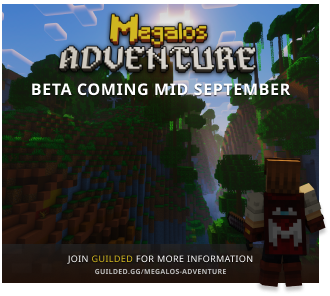 Megalos
ADVENTURE
BETA COMING MID SEPTEMBER
JOIN GUILDED FOR MORE INFORMATION
GUILDED.GG/MEGALOS-ADVENTURE